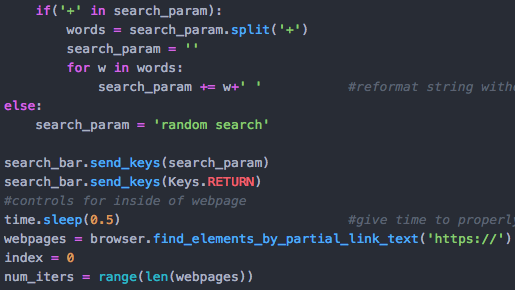 if('+' in search_param):
words = search_param.split('+')
search_param = ''
for w in words:
search_param += w+' ' #reformat string
else:
search_param = 'random search'
search_bar.send_keys(search_param)
search_bar.send_keys(Keys.RETURN)
#controls for inside of webpage
time.sleep(0.5) #give time to properly
webpages = browser.find_elements_by_partial_link_text('https://')
index = 0
num_iters = range(len(webpages))